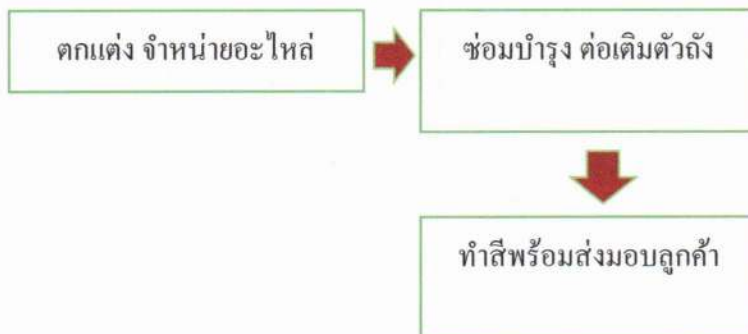 ตกแต่ง จำหน่ายอะไหล่
ซ่อมบำรุง ต่อเติมตัวถัง
ทำสีพร้อมส่งมอบลูกค้า